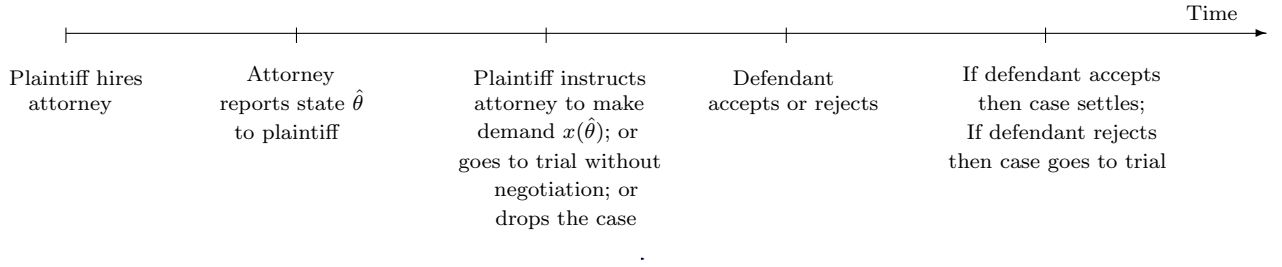 Time
Plaintiff hires
attorney
Attorney
reports state θ̂
to plaintiff
Plaintiff instructs
attorney to make
demand x(θ̂); or
goes to trial without
negotiation; or
drops the case
Defendant
accepts or rejects
If defendant accepts
then case settles;
If defendant rejects
then case goes to trial